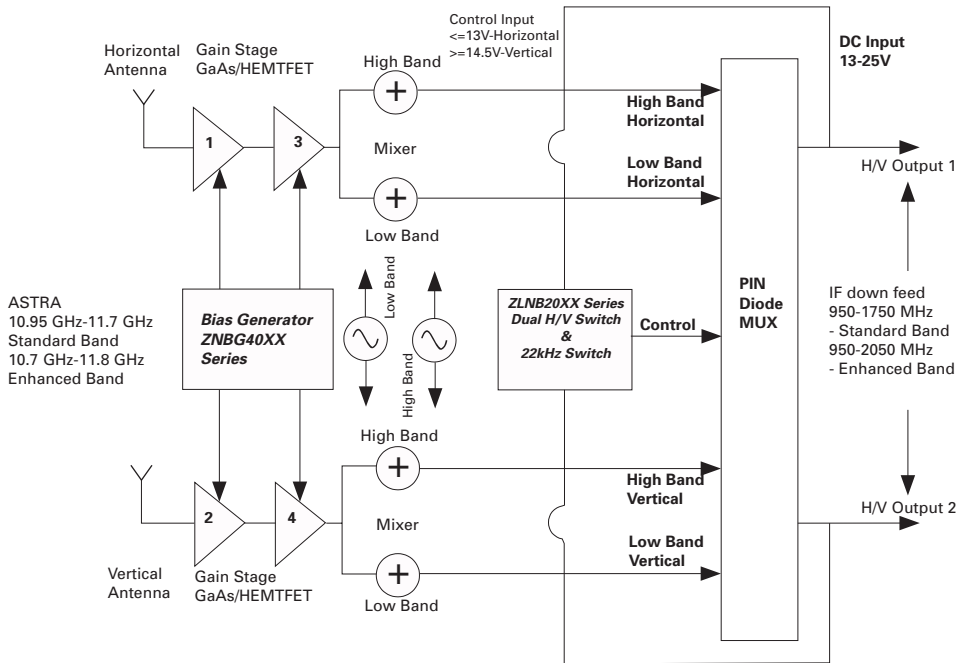 Control Input
<=13V-Horizontal
>=14.5V-Vertical
DC Input
13-25V
Horizontal
Antenna
Gain Stage
GaAs/HEMTFET
High Band
1
3
Mixer
High Band
Horizontal
Low Band
Horizontal
H/V Output 1
Low Band
ASTRA
10.95 GHz-11.7 GHz
Standard Band
10.7 GHz-11.8 GHz
Enhanced Band
Bias Generator
ZNBG40XX
Series
Low Band
High Band
ZLNB20XX Series
Dual H/V Switch
&
22kHz Switch
Control
PIN
Diode
MUX
IF down feed
950-1750 MHz
- Standard Band
950-2050 MHz
- Enhanced Band
High Band
2
4
Mixer
High Band
Vertical
Low Band
Vertical
H/V Output 2
Vertical
Antenna
Gain Stage
GaAs/HEMTFET
Low Band